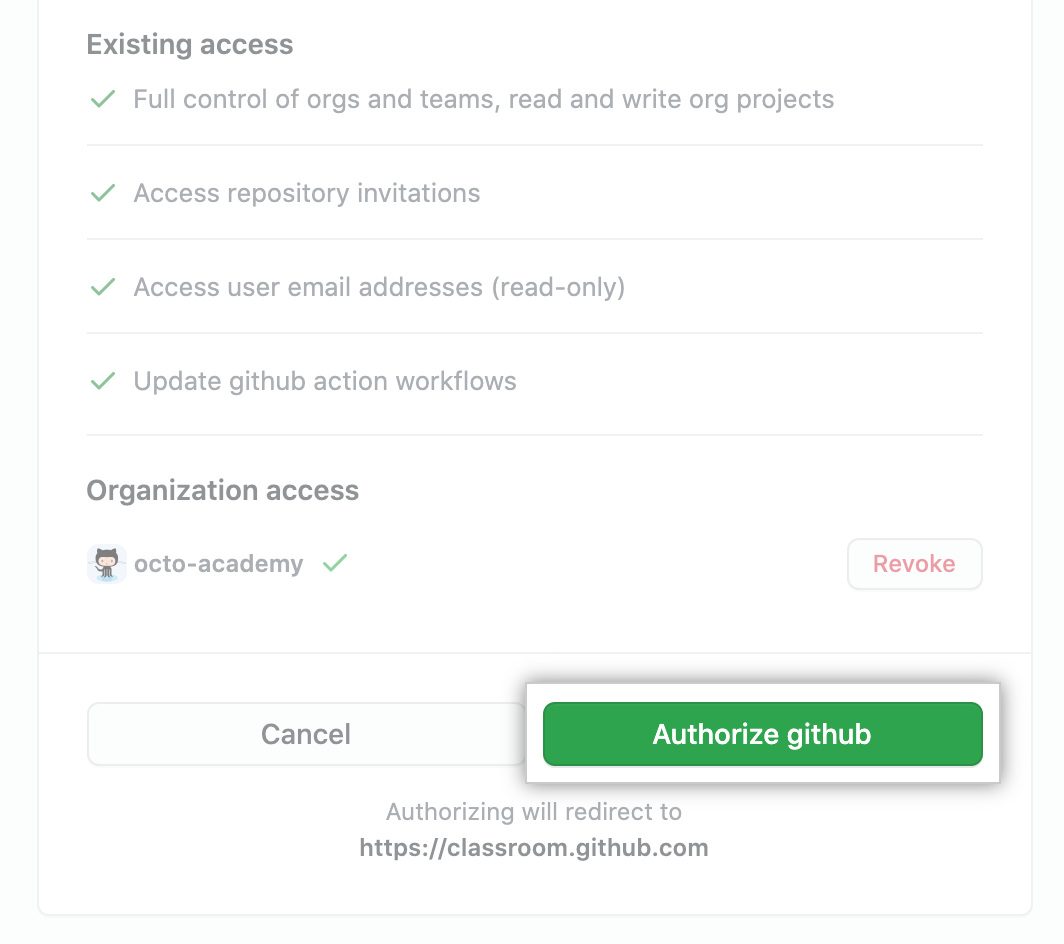 Existing access
Full control of orgs and teams, read and write org projects
Access repository invitations
Access user email addresses (read-only)
Update github action workflows
Organization access
octo-academy
Revoke
Cancel
Authorize github
Authorizing will redirect to
https://classroom.github.com